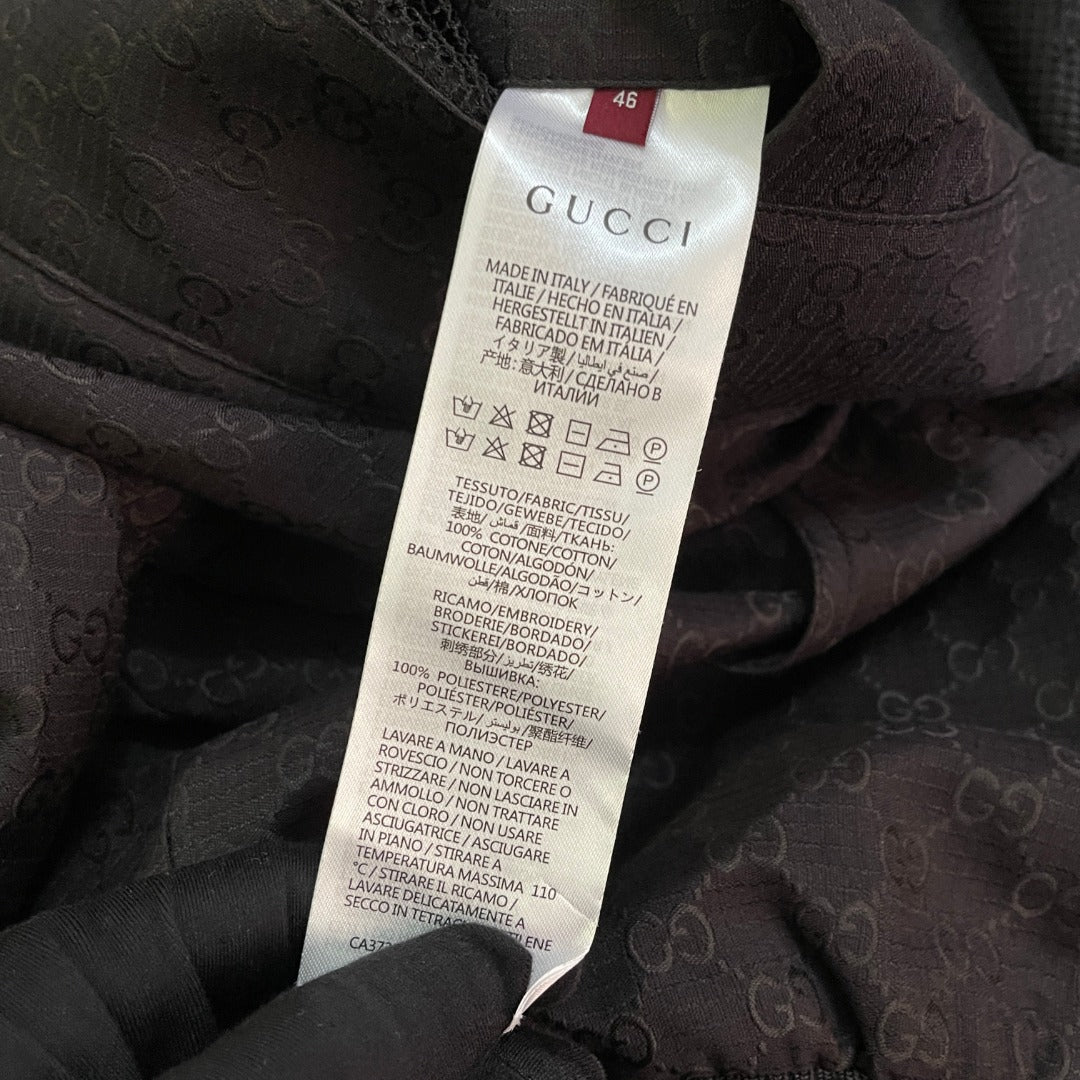 46
GUCCI
MADE IN ITALY / FABRIQUÉ EN
ITALIE / HECHO EN ITALIA /
HERGESTELLT IN ITALIEN /
FABRICADO EM ITÁLIA /
イタリア製 / صنع في إيطاليا /
产地: 意大利 / СДЕЛАНО В
ИТАЛИИ
P
P
TESSUTO/FABRIC/TISSU/
TEJIDO/GEWEBE/TECIDO/
表地/ قماش /面料/ТКАНЬ:
100% COTONE/COTTON/
COTON/ALGODÓN/
BAUMWOLLE/ALGODÃO/コットン/
قطن/棉/ХЛОПОК
RICAMO/EMBROIDERY/
BRODERIE/BORDADO/
STICKEREI/BORDADO/
刺绣部分/تطريز/绣花/
ВЫШИВКА:
100% POLIESTERE/POLYESTER/
POLYESTER/POLIÉSTER/
ポリエステル/بوليستر/聚酯纤维/
ПОЛИЭСТЕР
LAVARE A MANO / LAVARE A
ROVESCIO / NON TORCERE O
STRIZZARE / NON LASCIARE IN
AMMOLLO / NON TRATTARE
CON CLORO / NON USARE
ASCIUGATRICE / ASCIUGARE
IN PIANO / STIRARE A
TEMPERATURA MASSIMA 110
°C / STIRARE IL RICAMO /
LAVARE DELICATAMENTE A
SECCO IN